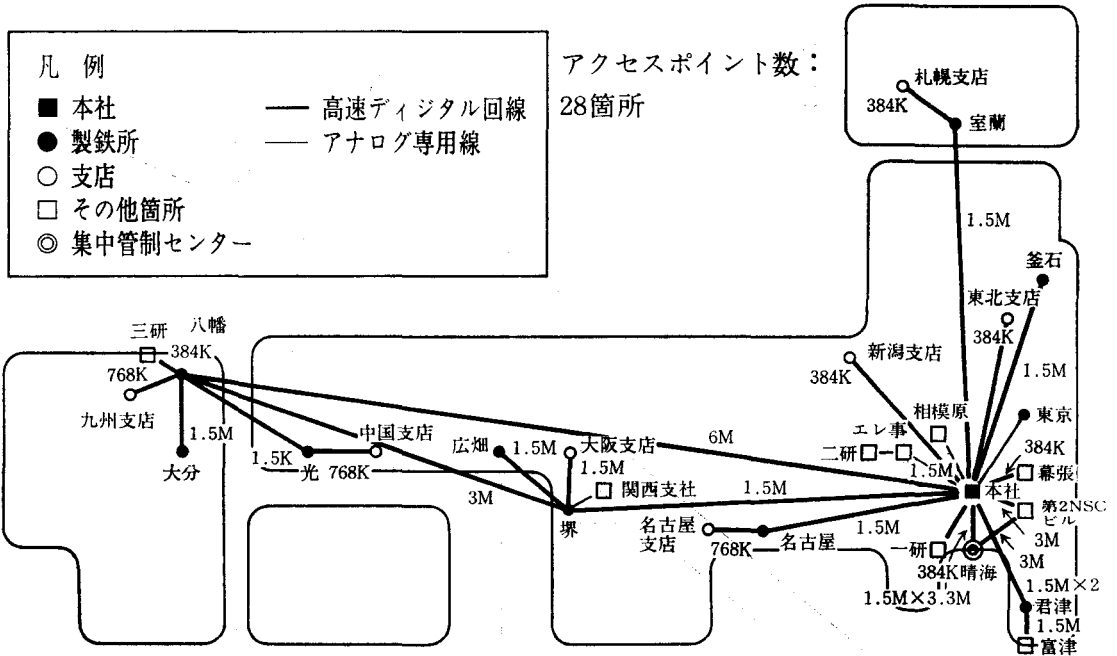 凡 例
■ 本社
● 製鉄所
○ 支店
□ その他箇所
◎ 集中管制センター
高速ディジタル回線
アナログ専用線
アクセスポイント数:
28箇所
札幌支店
384K
室蘭
1.5M
釜石
東北支店
384K
1.5M
新潟支店
384K
相模原
エレ事
二研
1.5M
東京
384K
幕張
本社
第2NSC
ビル
3M
3M
一研
384K
晴海
1.5M×3.3M
1.5M×2
君津
1.5M
富津
三研
八幡
384K
768K
九州支店
1.5M
大分
1.5K
光
768K
中国支店
広畑
1.5M
大阪支店
1.5M
関西支社
3M
堺
6M
1.5M
名古屋
支店
768K
名古屋
1.5M